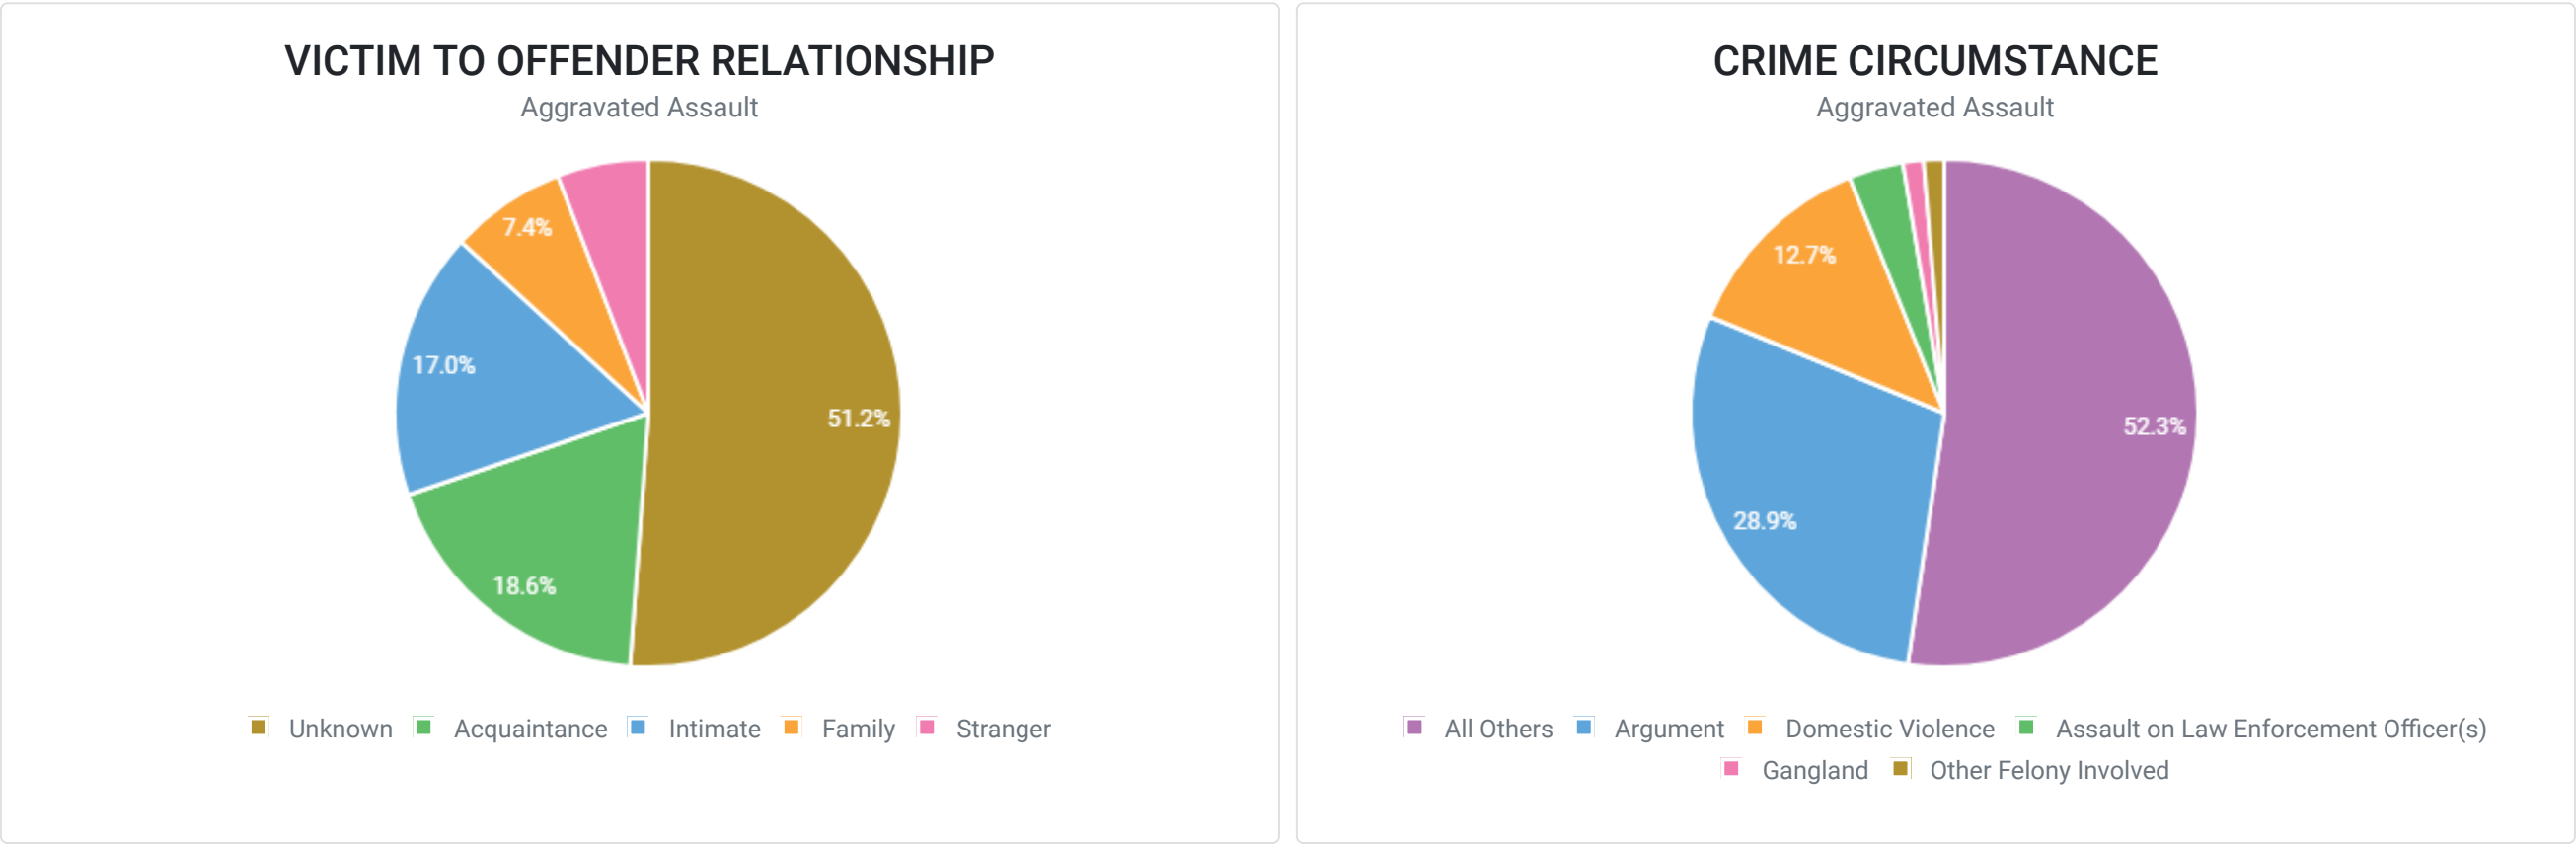 VICTIM TO OFFENDER RELATIONSHIP
Aggravated Assault
7.4%
17.0%
51.2%
18.6%
Unknown Acquaintance Intimate Family Stranger
CRIME CIRCUMSTANCE
Aggravated Assault
12.7%
52.3%
28.9%
All Others Argument Domestic Violence Assault on Law Enforcement Officer(s)
Gangland Other Felony Involved